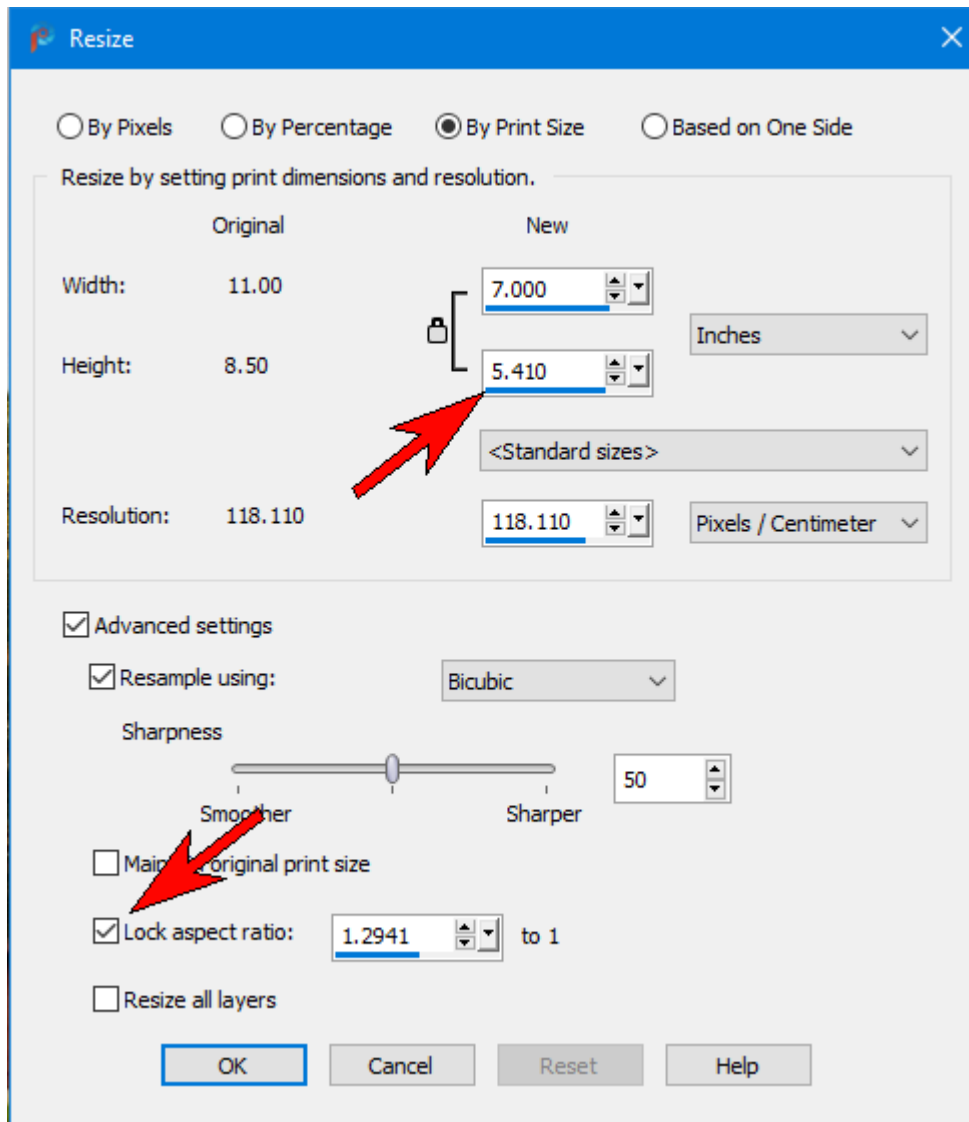 Resize
By Pixels By Percentage By Print Size Based on One Side
Resize by setting print dimensions and resolution.
Original New
Width: 11.00 7.000
Inches
Height: 8.50 5.410
<Standard sizes>
Resolution: 118.110 118.110 Pixels / Centimeter
Advanced settings
Resample using: Bicubic
Sharpness
50
Smoother Sharper
original print size
Lock aspect ratio: 1.2941 to 1
Resize all layers
OK Cancel Reset Help